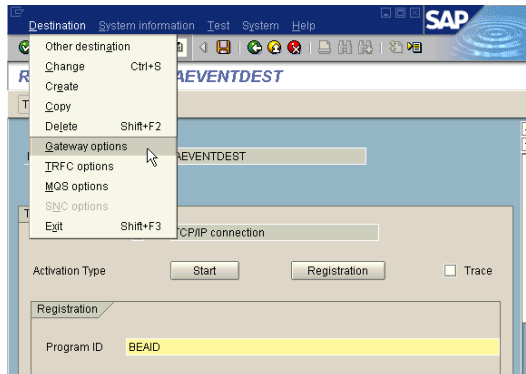 Destination System information Test System Help
SAP
Other destination
Change Ctrl+S
Create
Copy
Delete Shift+F2
Gateway options
TRFC options
MQS options
SNC options
Exit Shift+F3
R AEVENTDEST
T
AEVENTDEST
T
TCP/IP connection
Activation Type Start Registration Trace
Registration
Program ID BEAID